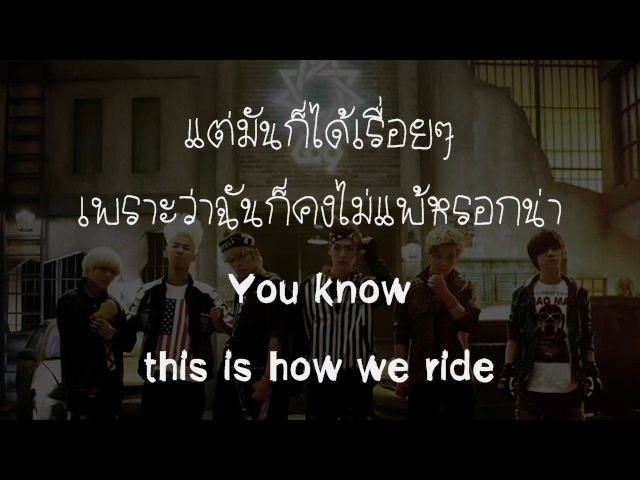 แต่มันก็ได้เรื่อยๆ
เพราะว่าฉันก็คงไม่แพ้หรอกน่า
You know
this is how we ride